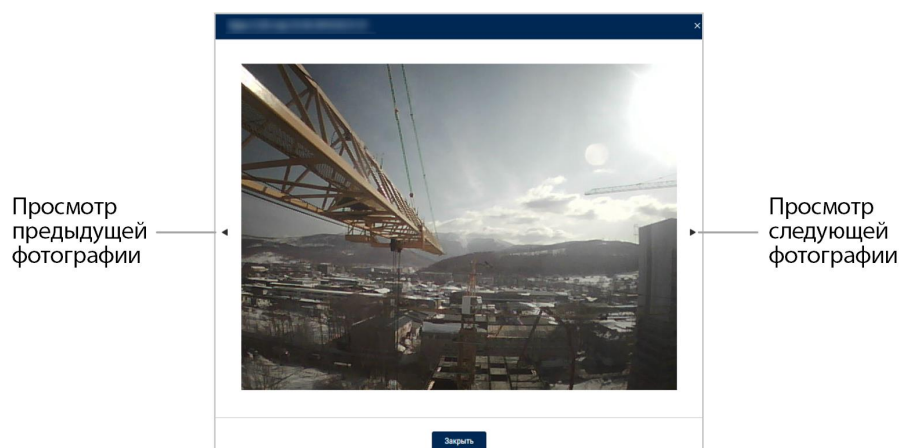 Просмотр
предыдущей
фотографии
Просмотр
следующей
фотографии
Закрыть